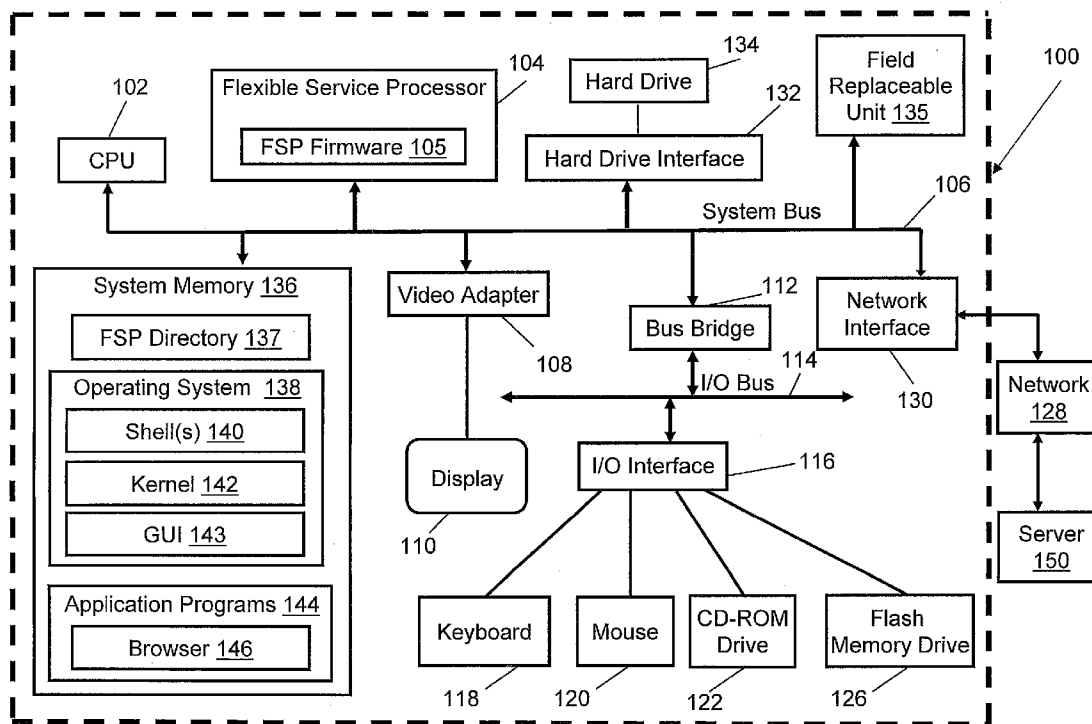 134
100
104
Hard Drive
Field
Replaceable
Unit 135
102
Flexible Service Processor
132
FSP Firmware 105
Hard Drive Interface
CPU
106
System Bus
System Memory 136
Video Adapter
112
Network
Interface
FSP Directory 137
Bus Bridge
108
114
I/O Bus
130
Operating System 138
Shell(s) 140
Kernel 142
GUI 143
Network
128
Display
I/O Interface
116
110
Server
150
Application Programs 144
Browser 146
Keyboard
Mouse
CD-ROM
Drive
Flash
Memory Drive
118
120
122
126